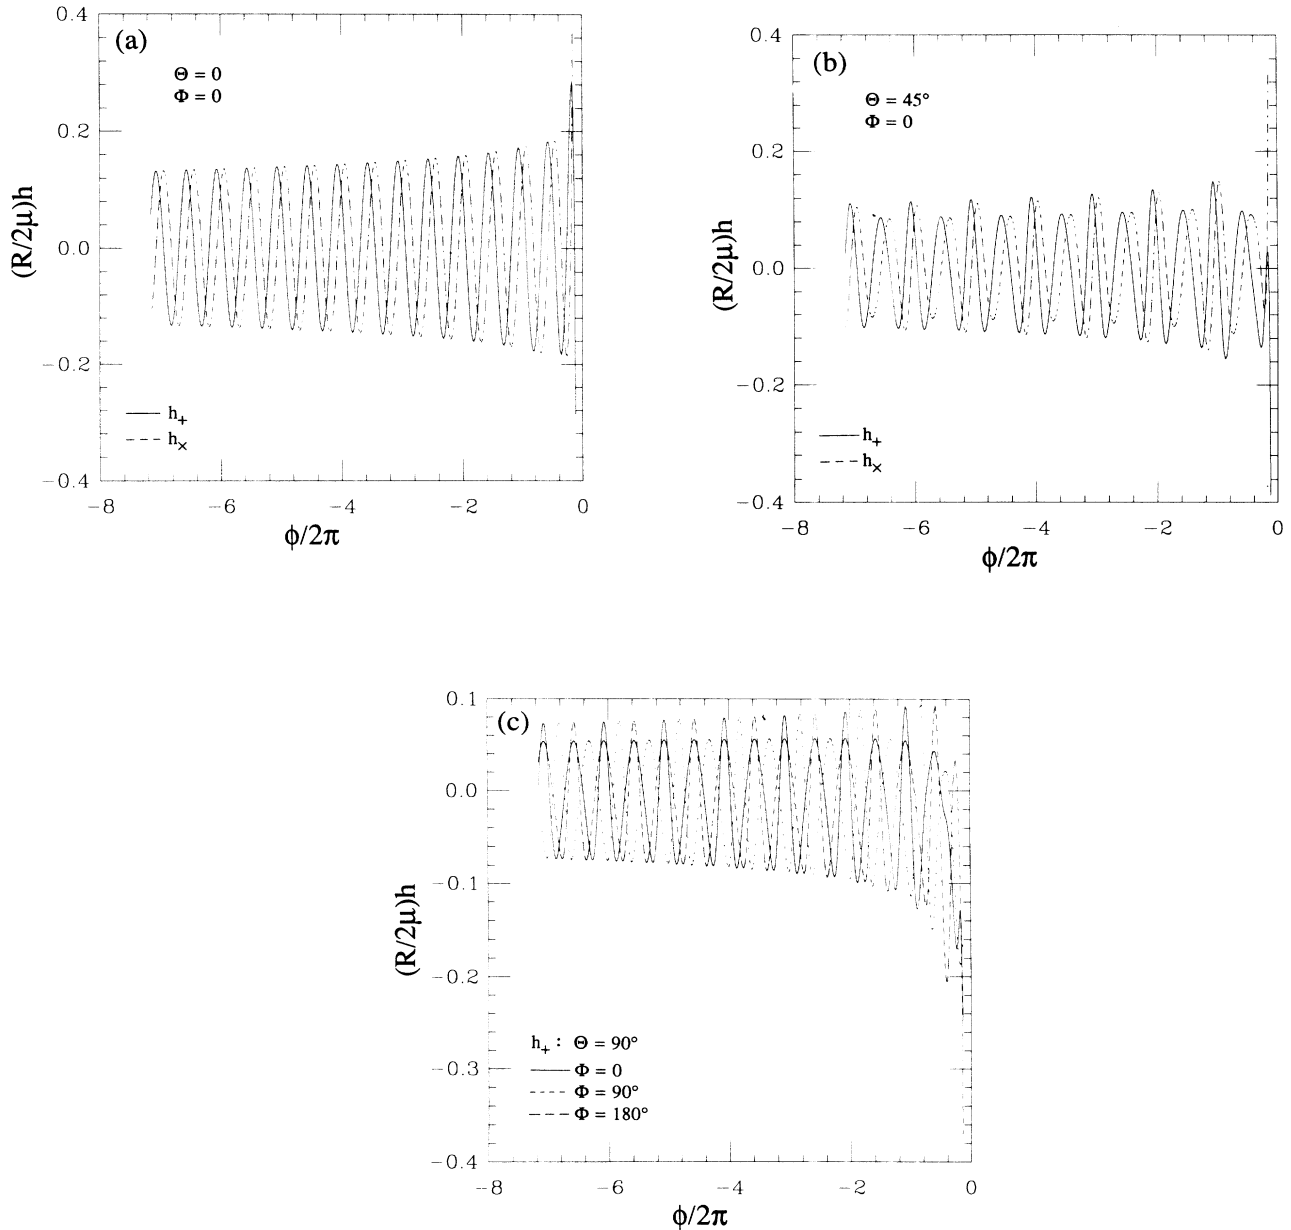 (a)
Θ = 0
Φ = 0
0.4
0.2
0.0
−0.2
−0.4
(R/2μ)h
h+
h×
−8 −6 −4 −2 0
φ/2π
(b)
Θ = 45°
Φ = 0
0.4
0.2
0.0
−0.2
−0.4
(R/2μ)h
h+
h×
−8 −6 −4 −2 0
φ/2π
(c)
0.1
0.0
−0.1
−0.2
−0.3
−0.4
(R/2μ)h
h+ : Θ = 90°
Φ = 0
Φ = 90°
Φ = 180°
−8 −6 −4 −2 0
φ/2π